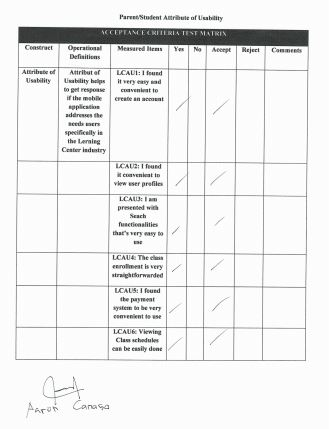 Parent/Student Attribute of Usability
ACCEPTANCE CRITERIA TEST MATRIX
Construct Operational Definitions Measured Items Yes No Accept Reject Comments
Attribute of Usability
Attribut of
Usability helps
to get response
if the mobile
application
addresses the
needs users
specifically in
the Lerning
Center industry
LCAU1: I found
it very easy and
convenient to
create an account
LCAU2: I found
it convenient to
view user profiles
LCAU3: I am
presented with
Seach
functionalities
that's very easy to
use
LCAU4: The class
enrollment is very
straightforwarded
LCAU5: I found
the payment
system to be very
convenient to use
LCAU6: Viewing
Class schedules
can be easily done
Aaron